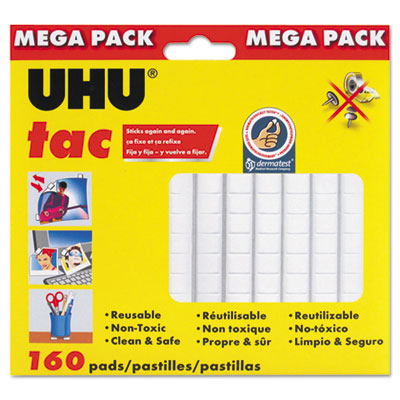 MEGA PACK
MEGA PACK
UHU®
tac
Sticks again and again.
ça fixe et ça refixe
Fija y fija – y vuelve a fijar.
dermatest®
• Reusable
• Non-Toxic
• Clean & Safe
• Réutilisable
• Non toxique
• Propre & sûr
• Reutilizable
• No-tóxico
• Limpio & Seguro
160 pads/pastilles/pastillas